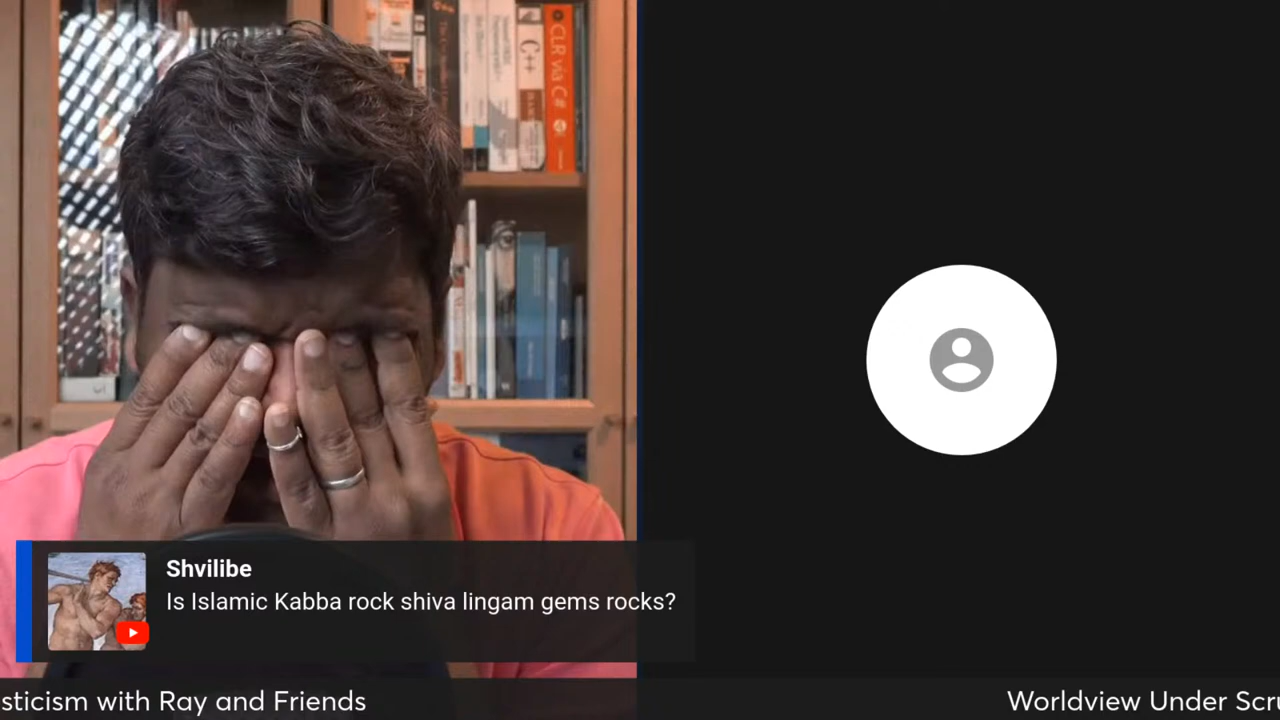 C++
CLR via C#
Shvilibe
Is Islamic Kabba rock shiva lingam gems rocks?
sticism with Ray and Friends
Worldview Under Scru